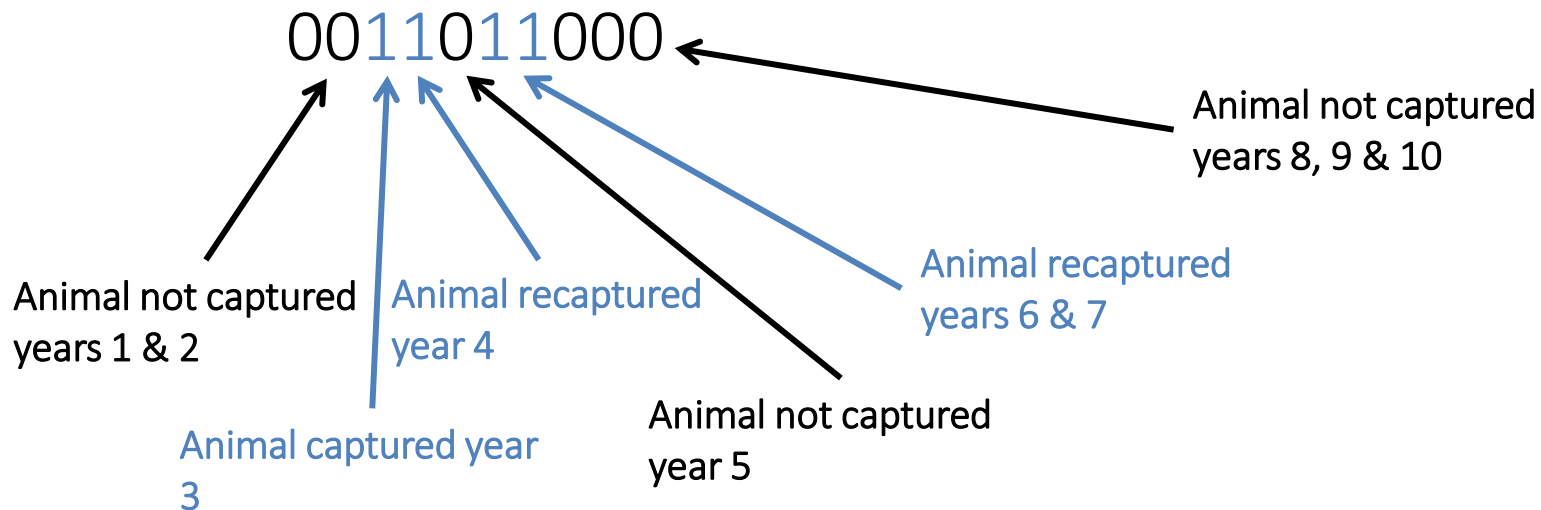 0011011000
Animal not captured
years 8, 9 & 10
Animal recaptured
years 6 & 7
Animal not captured
years 1 & 2
Animal recaptured
year 4
Animal not captured
year 5
Animal captured year
3